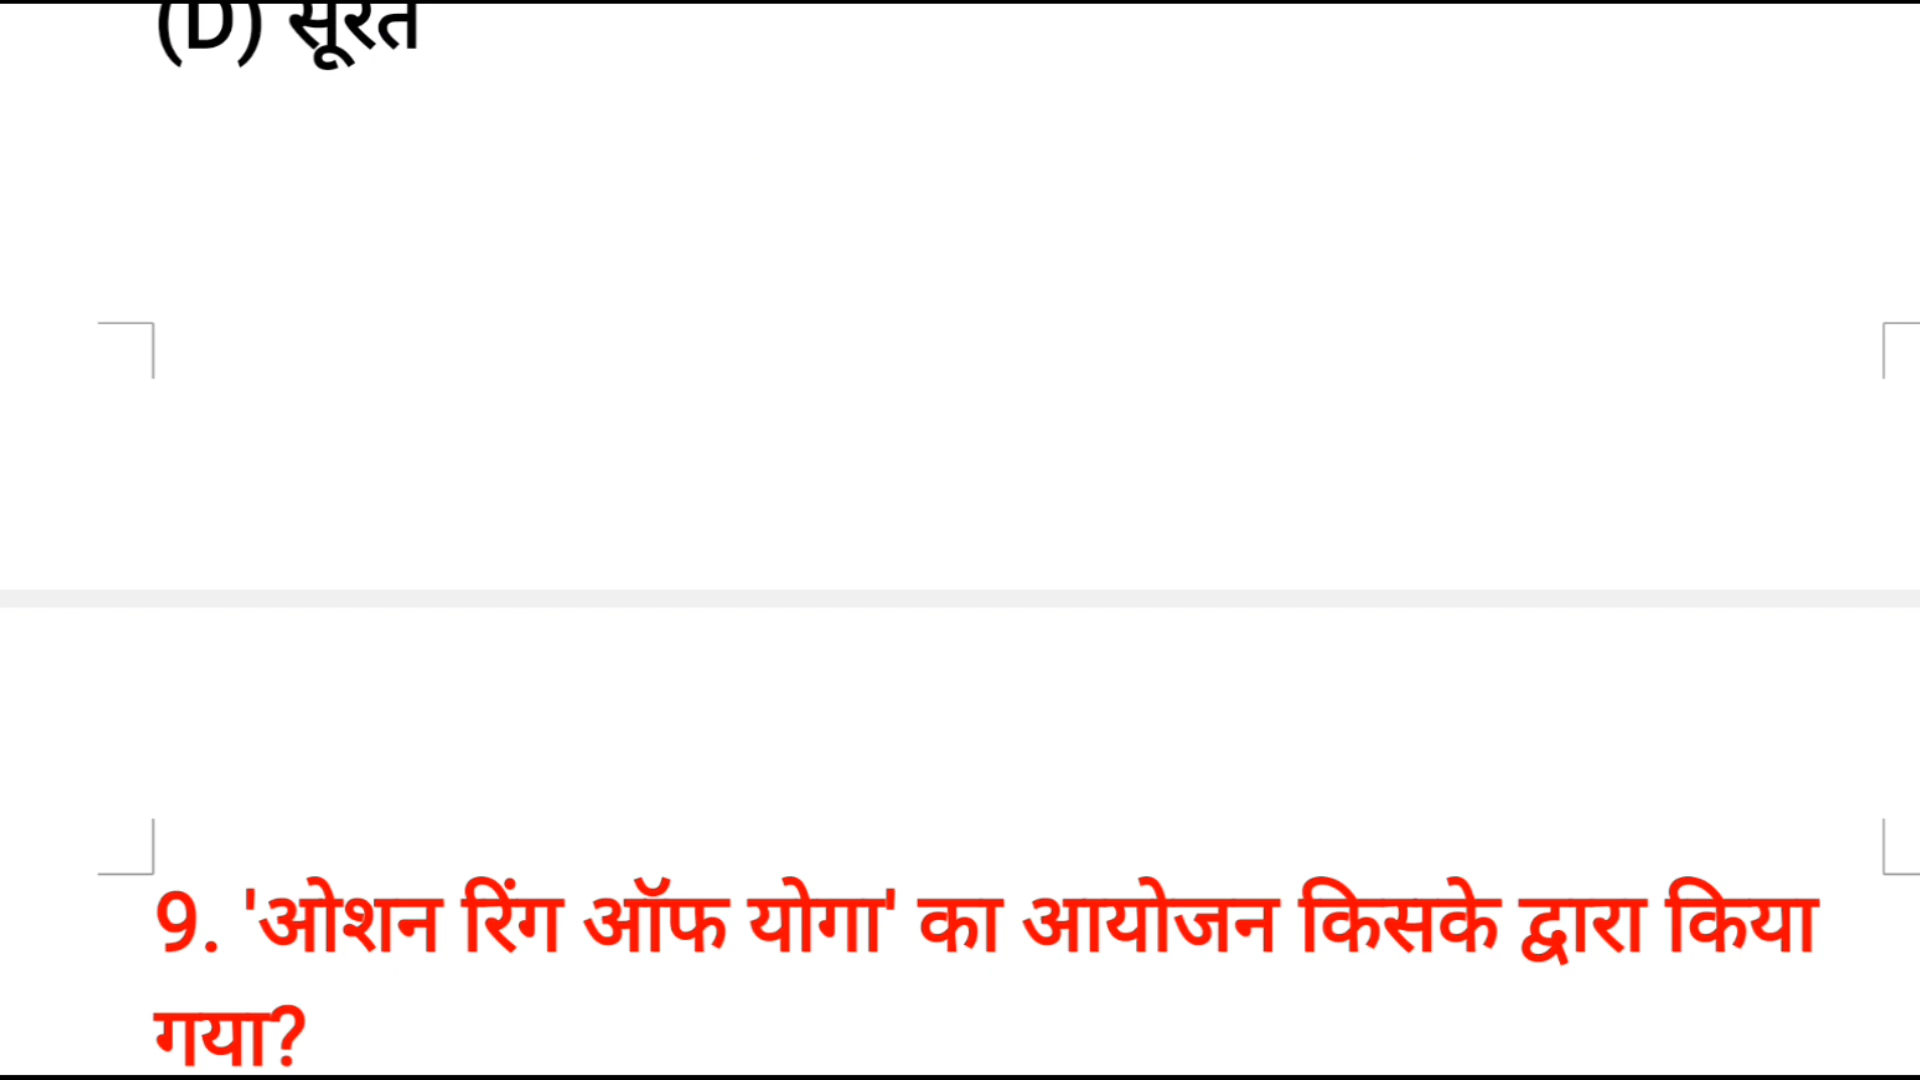 (D) सूरत
9. 'ओशन रिंग ऑफ योगा' का आयोजन किसके द्वारा किया
गया?